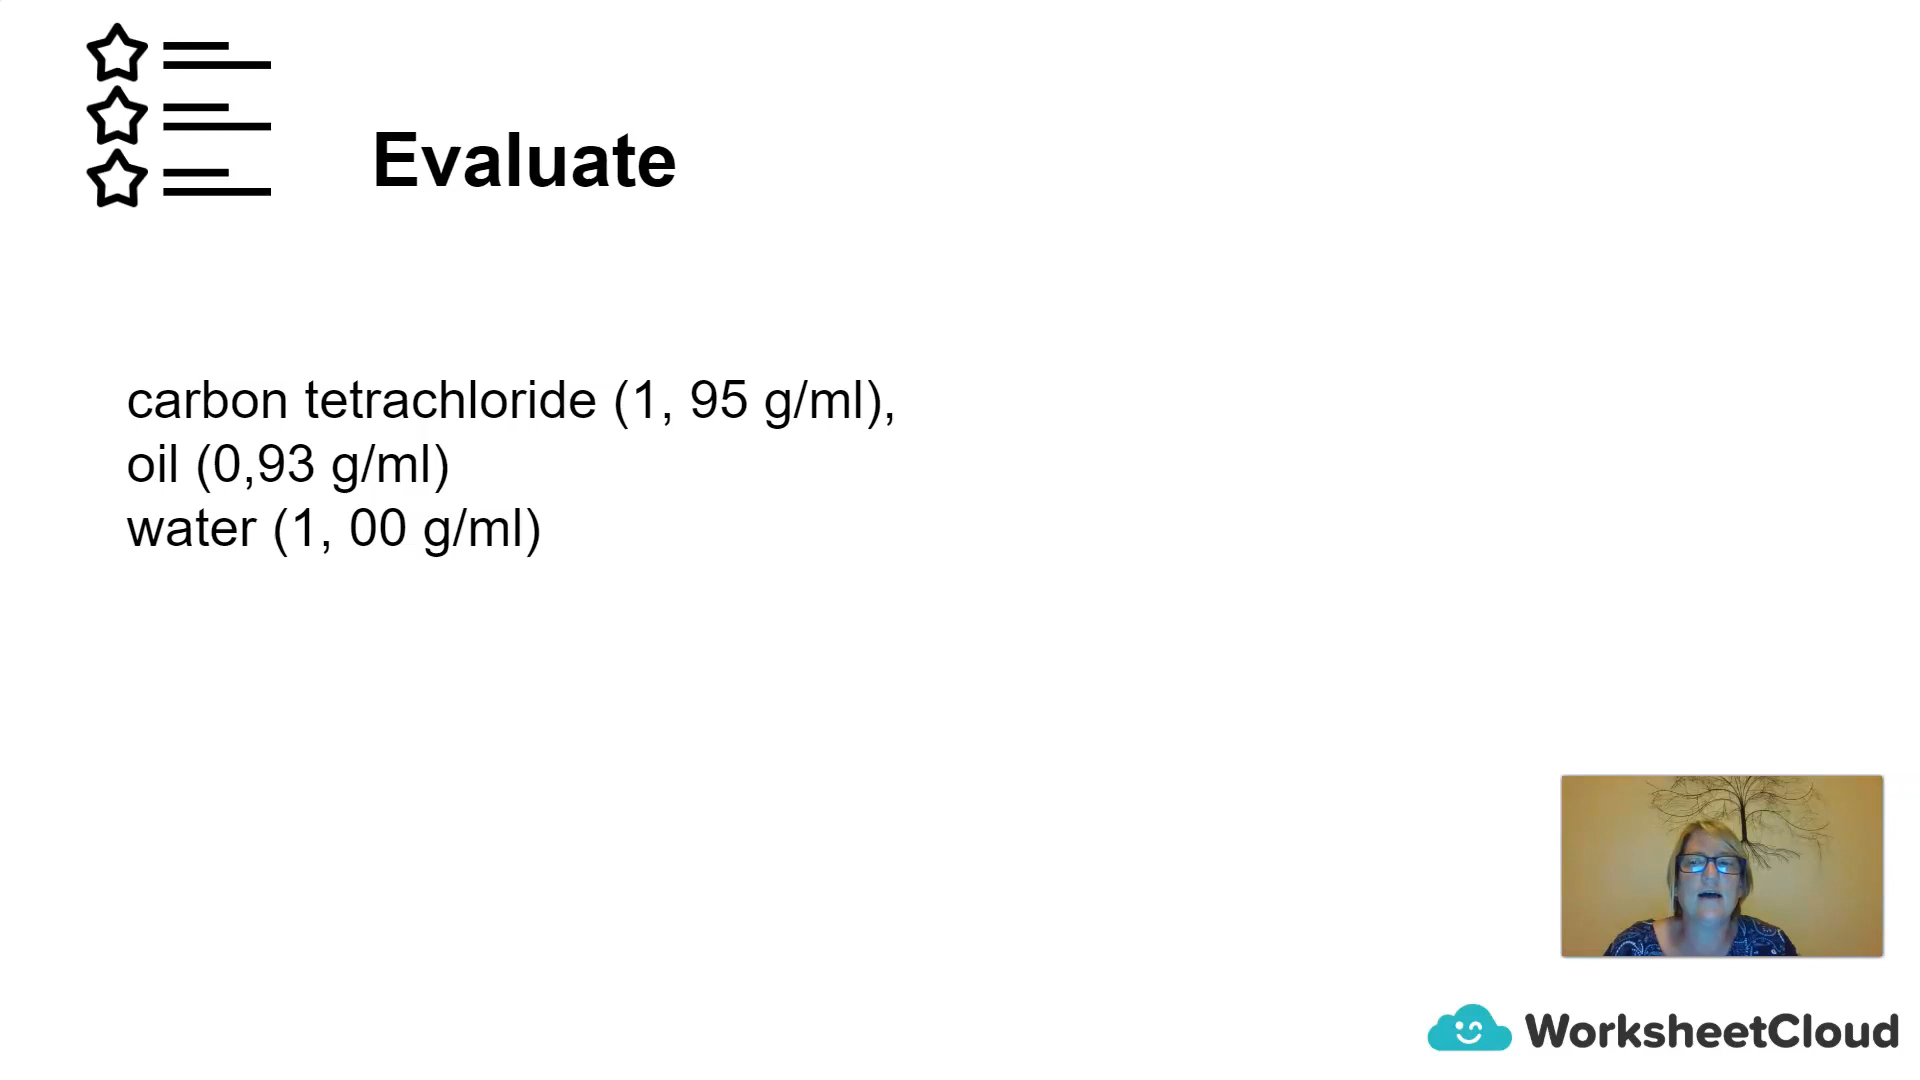 Evaluate
carbon tetrachloride (1, 95 g/ml),
oil (0,93 g/ml)
water (1, 00 g/ml)
WorksheetCloud